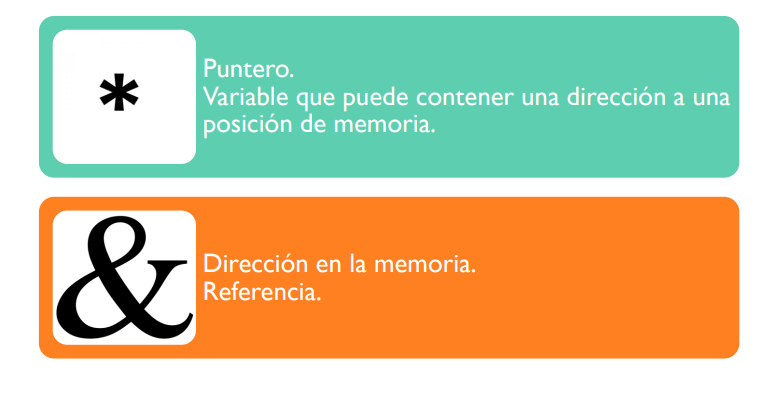 *
Puntero.
Variable que puede contener una dirección a una
posición de memoria.
&
Dirección en la memoria.
Referencia.